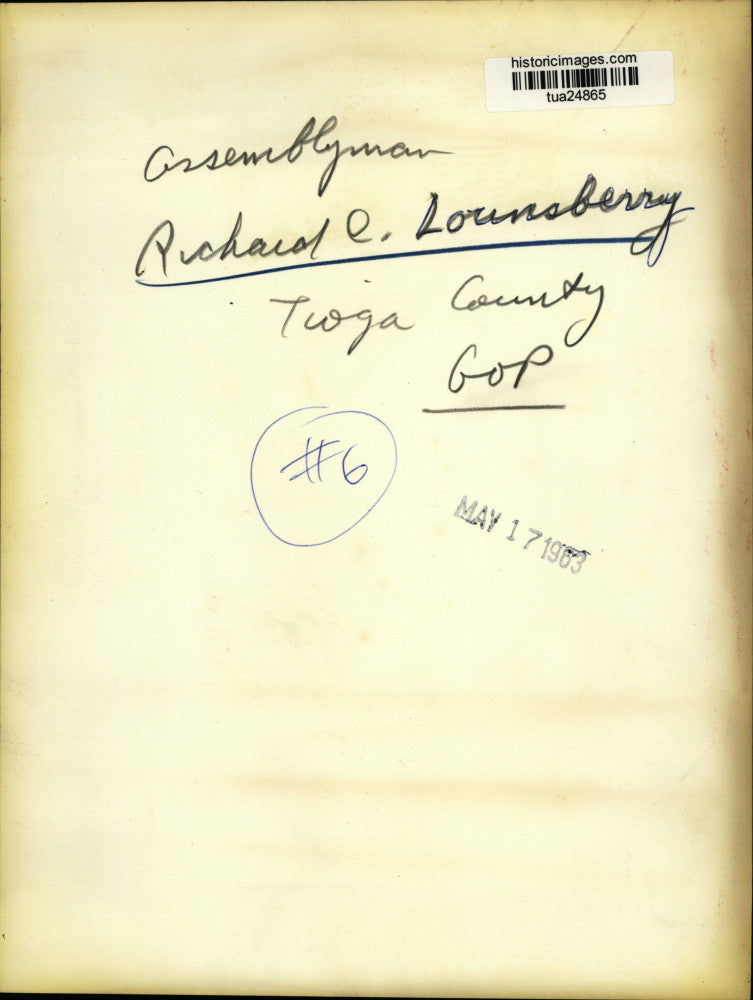 historicimages.com
tua24865
Assemblyman
Richard C. Lounsberry
Tioga County
GOP
#6
MAY 17 1963